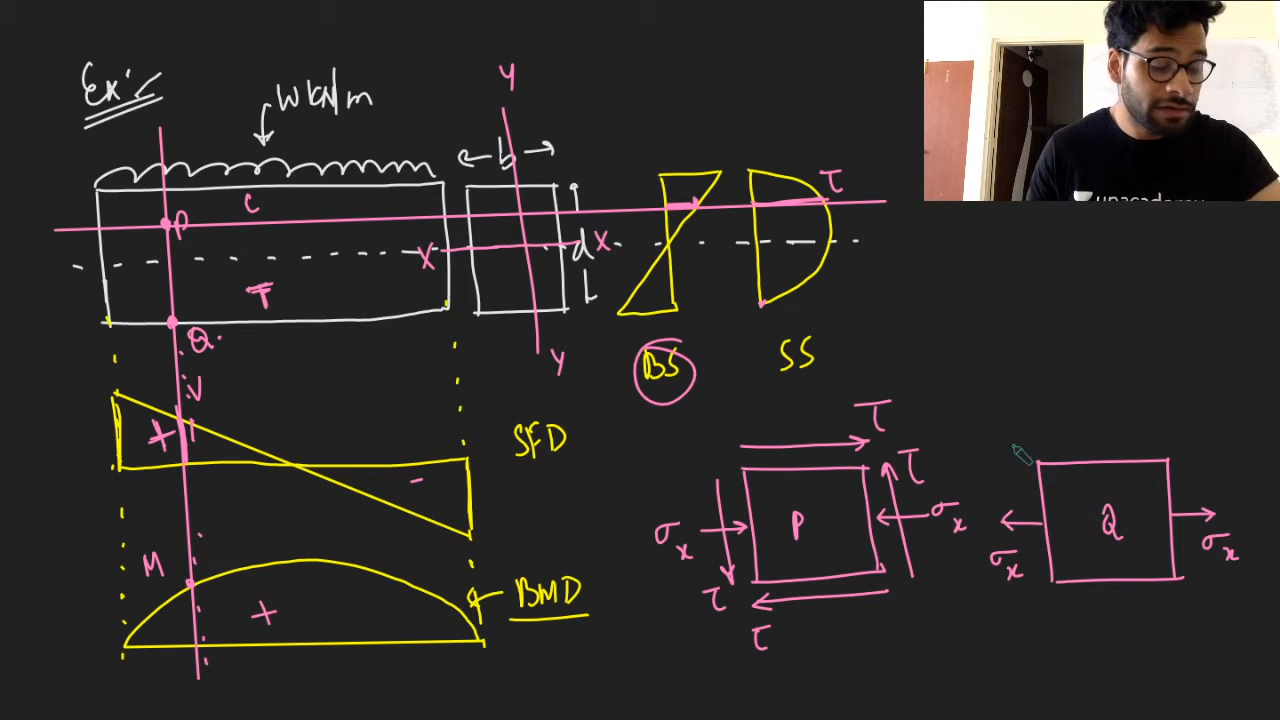 Ex:-
w kN/m
y
b
C
P
X
X
d
T
Q
y
τ
BS
SS
V
+
-
SFD
M
+
BMD
τ
τ
σx
P
σx
τ
τ
σx
Q
σx
unacademy